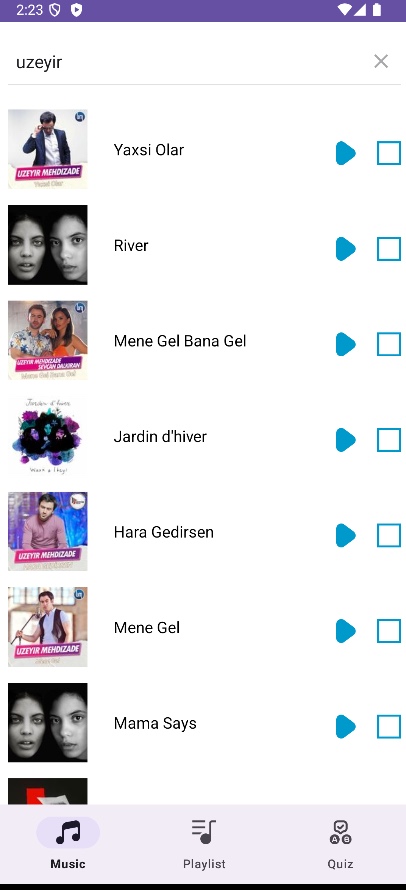 2:23
uzeyir
Yaxsi Olar
UZEYIR MEHDIZADE
Yaxsi Olar
River
Mene Gel Bana Gel
UZEYIR MEHDIZADE
SEVCAN DALKIRAN
Mene Gel Bana Gel
Jardin d'hiver
Jardin d'hiver
Hara Gedirsen
UZEYIR MEHDIZADE
Mene Gel
UZEYIR MEHDIZADE
Mene Gel
Mama Says
Music
Playlist
A B
Quiz